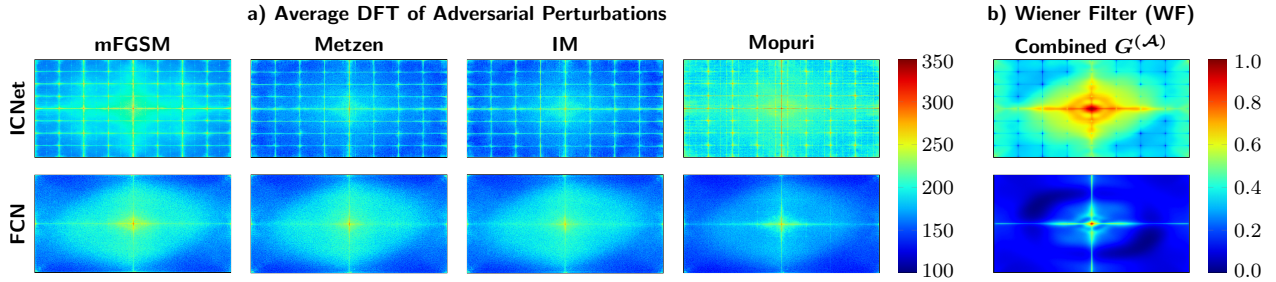 a) Average DFT of Adversarial Perturbations
b) Wiener Filter (WF)
mFGSM
Metzen
IM
Mopuri
Combined G^(𝒜)
ICNet
FCN
350
300
250
200
150
100
1.0
0.8
0.6
0.4
0.2
0.0